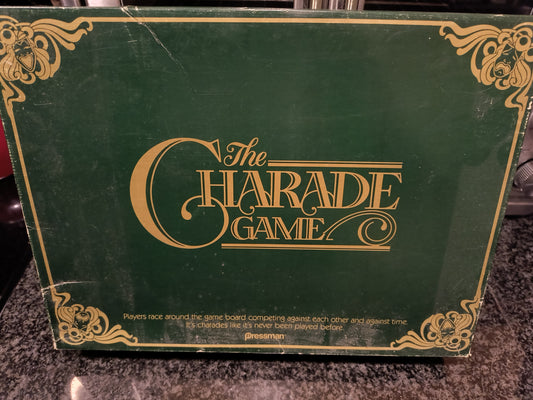 The
CHARADE
GAME
Players race around the game board competing against each other and against time
It's charades like it's never been played before.
Pressman